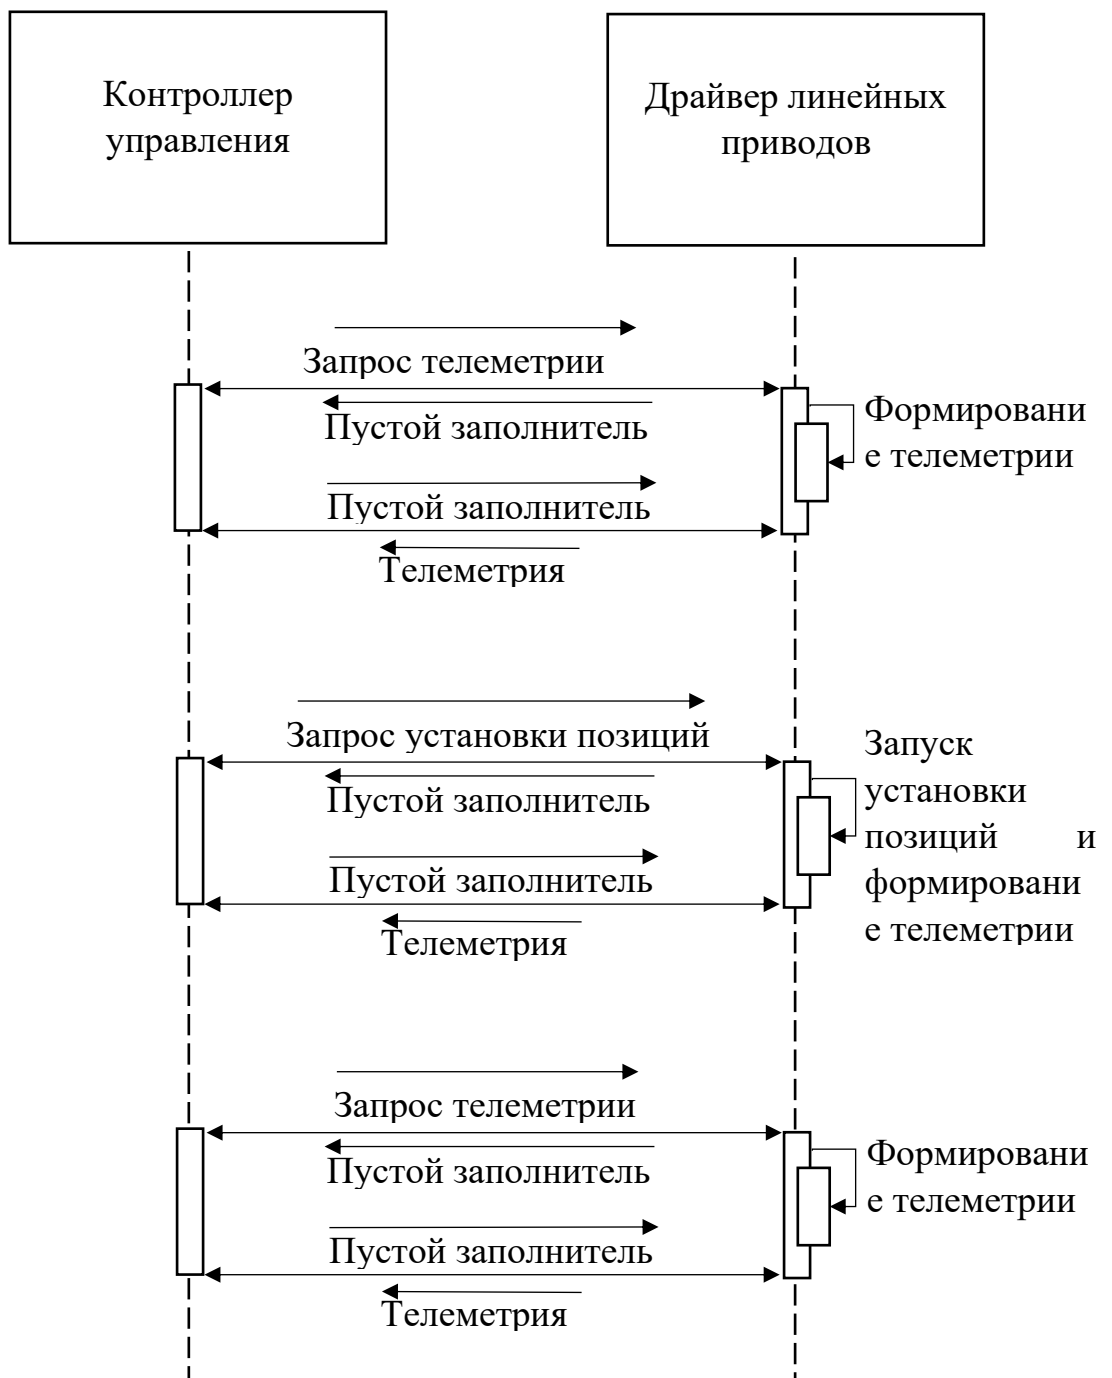 Контроллер
управления
Драйвер линейных
приводов
Запрос телеметрии
Пустой заполнитель
Формировани
е телеметрии
Пустой заполнитель
Телеметрия
Запрос установки позиций
Пустой заполнитель
Запуск
установки
позиций и
формировани
е телеметрии
Пустой заполнитель
Телеметрия
Запрос телеметрии
Пустой заполнитель
Формировани
е телеметрии
Пустой заполнитель
Телеметрия